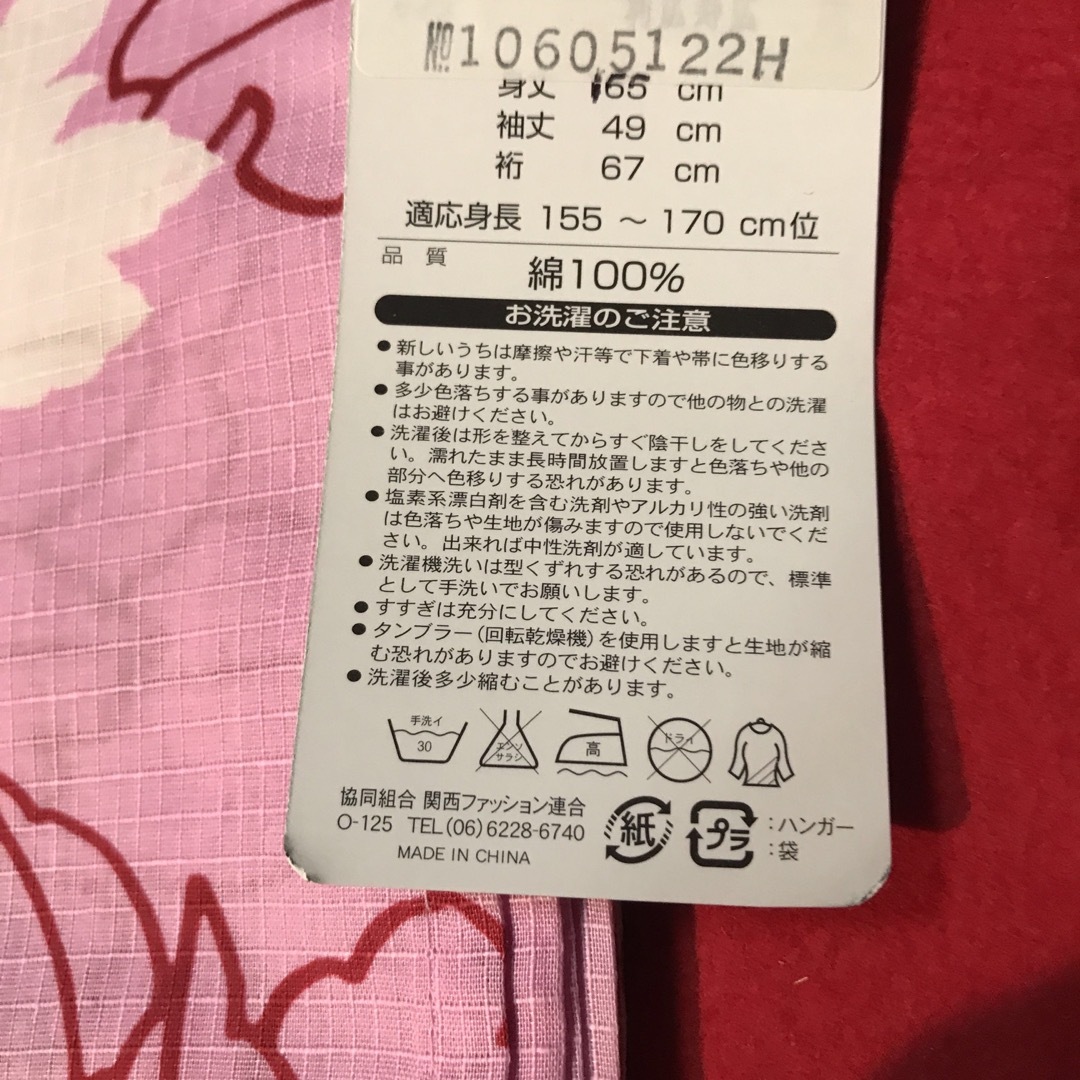 №10605122H
身丈 166 cm
袖丈 49 cm
裄 67 cm
適応身長 155 ～ 170 cm位
品 質
綿100%
お洗濯のご注意
● 新しいうちは摩擦や汗等で下着や帯に色移りする
事があります。
● 多少色落ちする事がありますので他の物との洗濯
はお避けください。
● 洗濯後は形を整えてからすぐ陰干しをしてくださ
い。濡れたまま長時間放置しますと色落ちや他の
部分へ色移りする恐れがあります。
● 塩素系漂白剤を含む洗剤やアルカリ性の強い洗剤
は色落ちや生地が傷みますので使用しないでくだ
さい。出来れば中性洗剤が適しています。
● 洗濯機洗いは型くずれする恐れがあるので、標準
として手洗いでお願いします。
● すすぎは充分にしてください。
● タンブラー(回転乾燥機)を使用しますと生地が縮
む恐れがありますのでお避けください。
● 洗濯後多少縮むことがあります。
手洗イ
30
エンソ
サラシ
高
ドライ
協同組合 関西ファッション連合
O-125 TEL(06)6228-6740
MADE IN CHINA
紙
プラ
:ハンガー
:袋